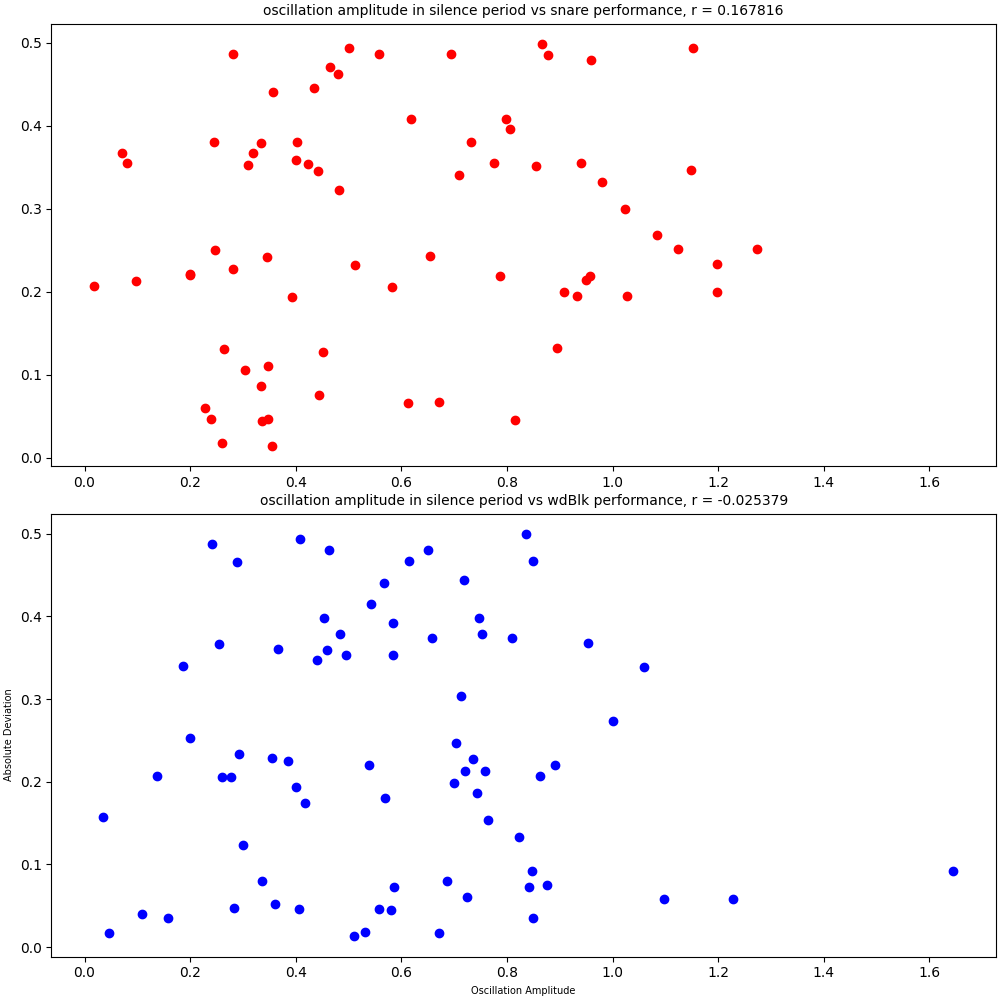 oscillation amplitude in silence period vs snare performance, r = 0.167816
0.5
0.4
0.3
0.2
0.1
0.0
0.0 0.2 0.4 0.6 0.8 1.0 1.2 1.4 1.6
oscillation amplitude in silence period vs wdBlk performance, r = -0.025379
Absolute Deviation
0.5
0.4
0.3
0.2
0.1
0.0
0.0 0.2 0.4 0.6 0.8 1.0 1.2 1.4 1.6
Oscillation Amplitude